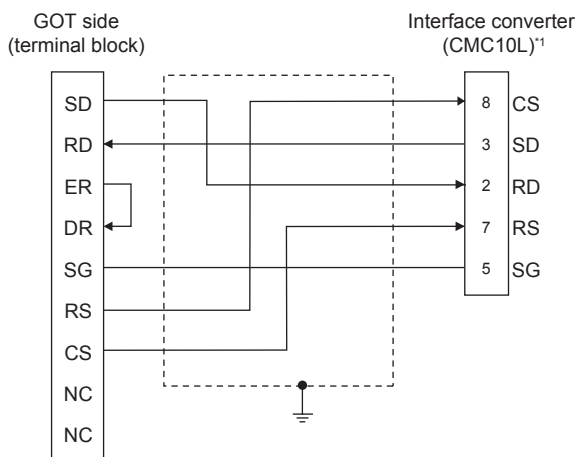 GOT side
(terminal block)
Interface converter
(CMC10L)*1
SD
RD
ER
DR
SG
RS
CS
NC
NC
8 CS
3 SD
2 RD
7 RS
5 SG